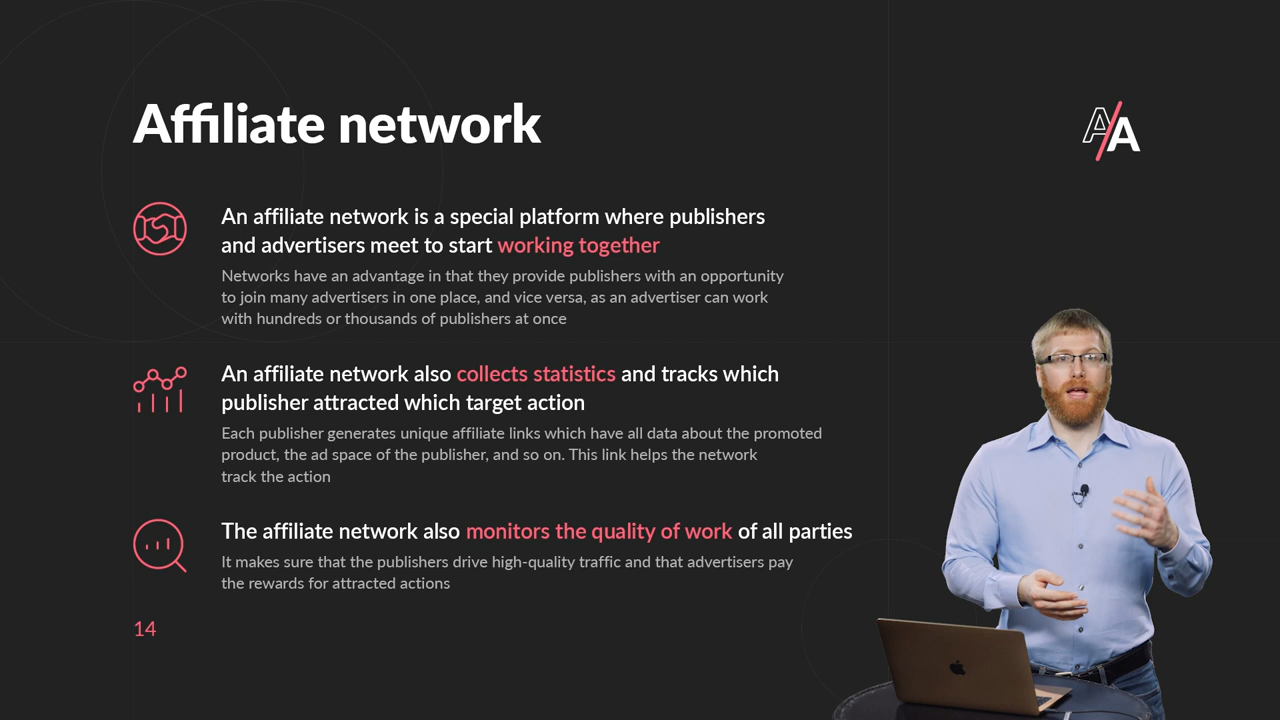 Affiliate network
AA
An affiliate network is a special platform where publishers
and advertisers meet to start working together
Networks have an advantage in that they provide publishers with an opportunity
to join many advertisers in one place, and vice versa, as an advertiser can work
with hundreds or thousands of publishers at once
An affiliate network also collects statistics and tracks which
publisher attracted which target action
Each publisher generates unique affiliate links which have all data about the promoted
product, the ad space of the publisher, and so on. This link helps the network
track the action
The affiliate network also monitors the quality of work of all parties
It makes sure that the publishers drive high-quality traffic and that advertisers pay
the rewards for attracted actions
14